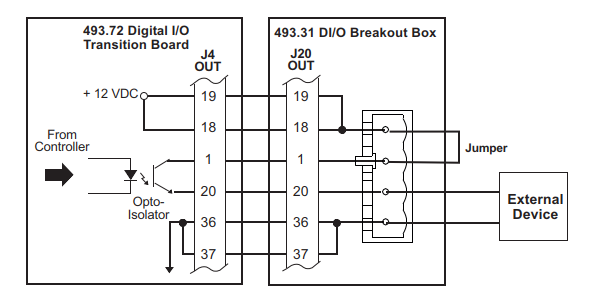 493.72 Digital I/O
Transition Board
493.31 DI/O Breakout Box
J4
OUT
J20
OUT
+ 12 VDC
19
19
18
18
From
Controller
1
1
Jumper
20
20
Opto-
Isolator
External
Device
36
36
37
37